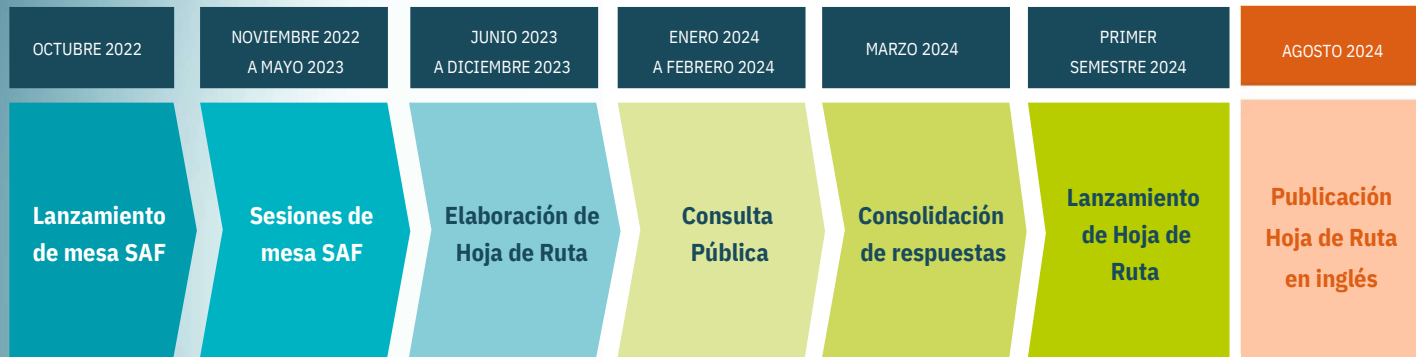 OCTUBRE 2022
NOVIEMBRE 2022
A MAYO 2023
JUNIO 2023
A DICIEMBRE 2023
ENERO 2024
A FEBRERO 2024
MARZO 2024
PRIMER
SEMESTRE 2024
AGOSTO 2024
Lanzamiento
de mesa SAF
Sesiones de
mesa SAF
Elaboración de
Hoja de Ruta
Consulta
Pública
Consolidación
de respuestas
Lanzamiento
de Hoja de
Ruta
Publicación
Hoja de Ruta
en inglés